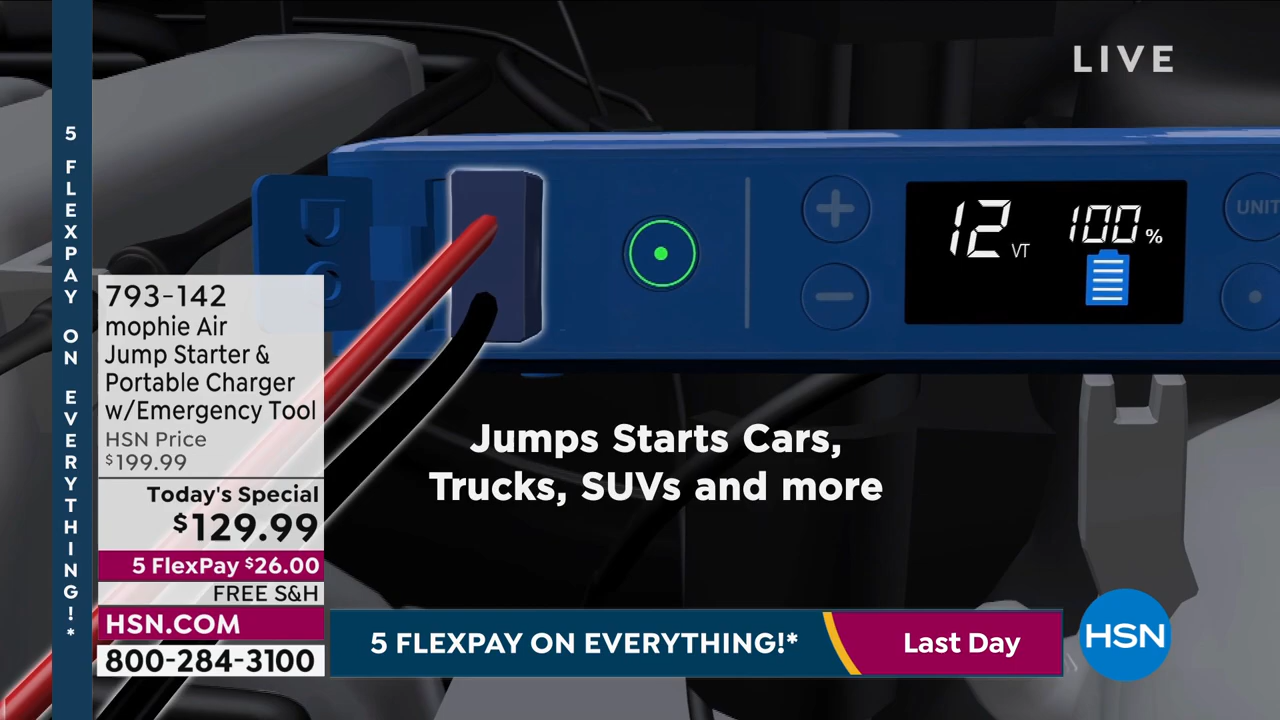 LIVE
5 FLEXPAY ON EVERYTHING!*
12 VT
100 %
UNIT
793-142
mophie Air
Jump Starter &
Portable Charger
w/Emergency Tool
HSN Price
$199.99
Today's Special
$129.99
5 FlexPay $26.00
FREE S&H
HSN.COM
800-284-3100
Jumps Starts Cars,
Trucks, SUVs and more
5 FLEXPAY ON EVERYTHING!*
Last Day
HSN